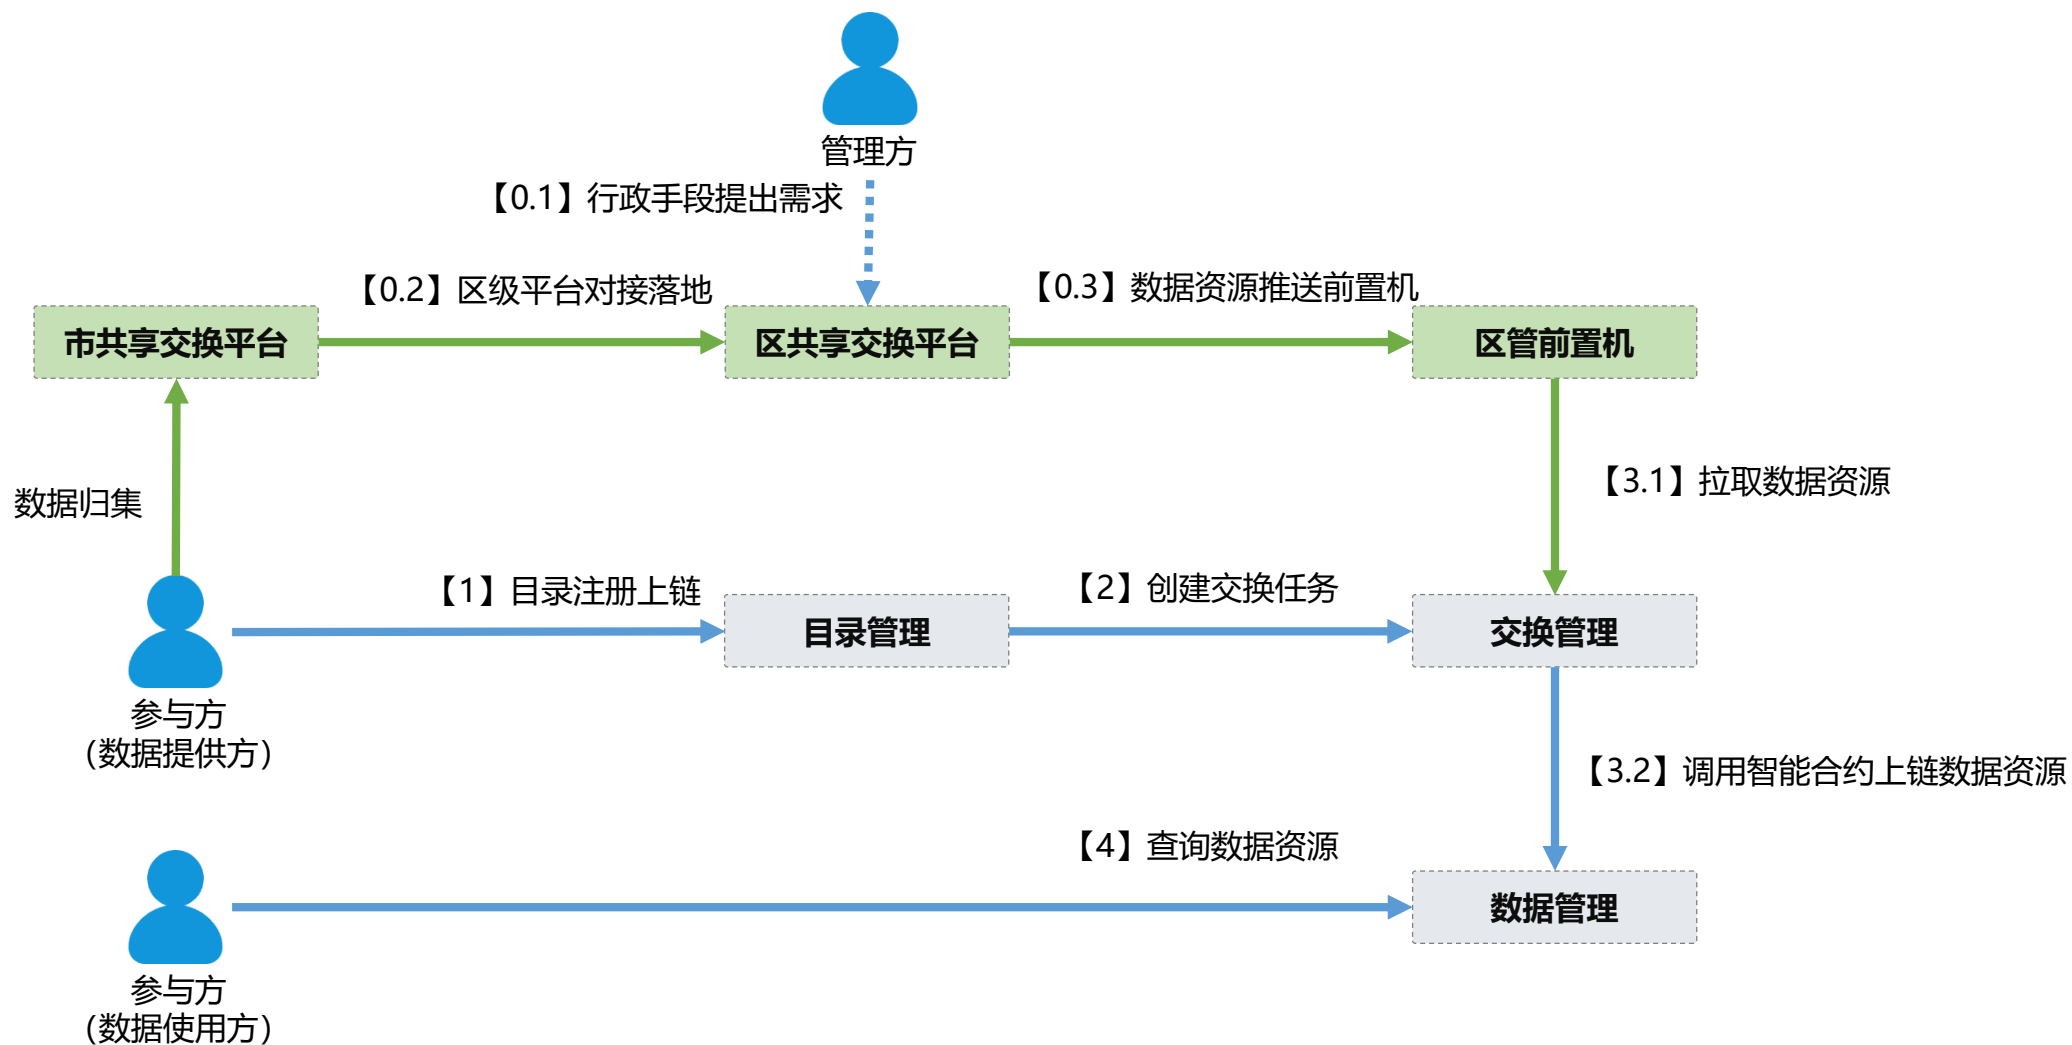 管理方
【0.1】行政手段提出需求
【0.2】区级平台对接落地
【0.3】数据资源推送前置机
市共享交换平台
区共享交换平台
区管前置机
数据归集
【3.1】拉取数据资源
【1】目录注册上链
【2】创建交换任务
目录管理
交换管理
参与方
（数据提供方）
【3.2】调用智能合约上链数据资源
【4】查询数据资源
数据管理
参与方
（数据使用方）